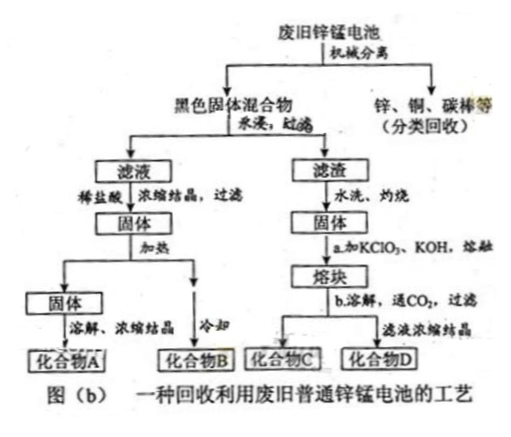 废旧锌锰电池
机械分离
黑色固体混合物
锌、铜、碳棒等
(分类回收)
水浸,过滤
滤液
滤渣
稀盐酸
浓缩结晶,过滤
水洗、灼烧
固体
固体
加热
a.加KClO₃、KOH,熔融
熔块
固体
b.溶解,通CO₂,过滤
溶解、浓缩结晶
冷却
滤液浓缩结晶
化合物A
化合物B
化合物C
化合物D
图(b) 一种回收利用废旧普通锌锰电池的工艺